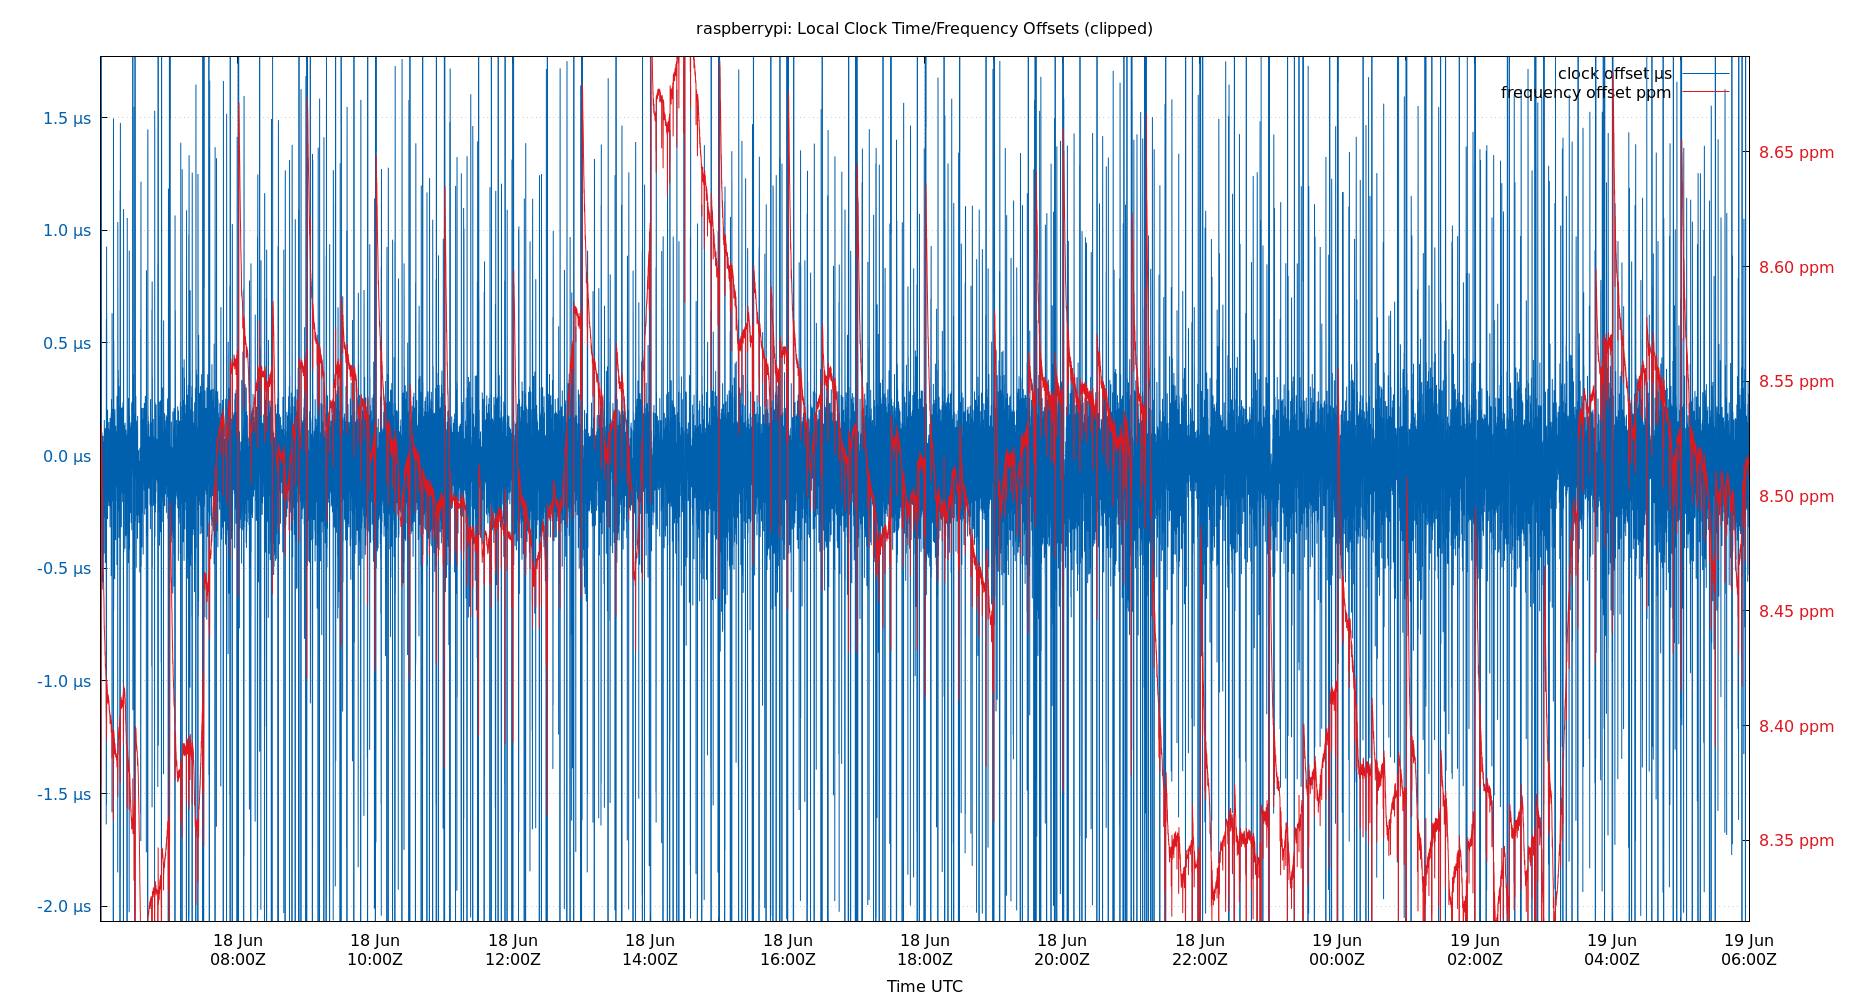 raspberrypi: Local Clock Time/Frequency Offsets (clipped)
clock offset µs
frequency offset ppm
1.5 µs
1.0 µs
0.5 µs
0.0 µs
-0.5 µs
-1.0 µs
-1.5 µs
-2.0 µs
8.65 ppm
8.60 ppm
8.55 ppm
8.50 ppm
8.45 ppm
8.40 ppm
8.35 ppm
18 Jun 18 Jun 18 Jun 18 Jun 18 Jun 18 Jun 18 Jun 18 Jun 19 Jun 19 Jun 19 Jun 19 Jun
08:00Z 10:00Z 12:00Z 14:00Z 16:00Z 18:00Z 20:00Z 22:00Z 00:00Z 02:00Z 04:00Z 06:00Z
Time UTC